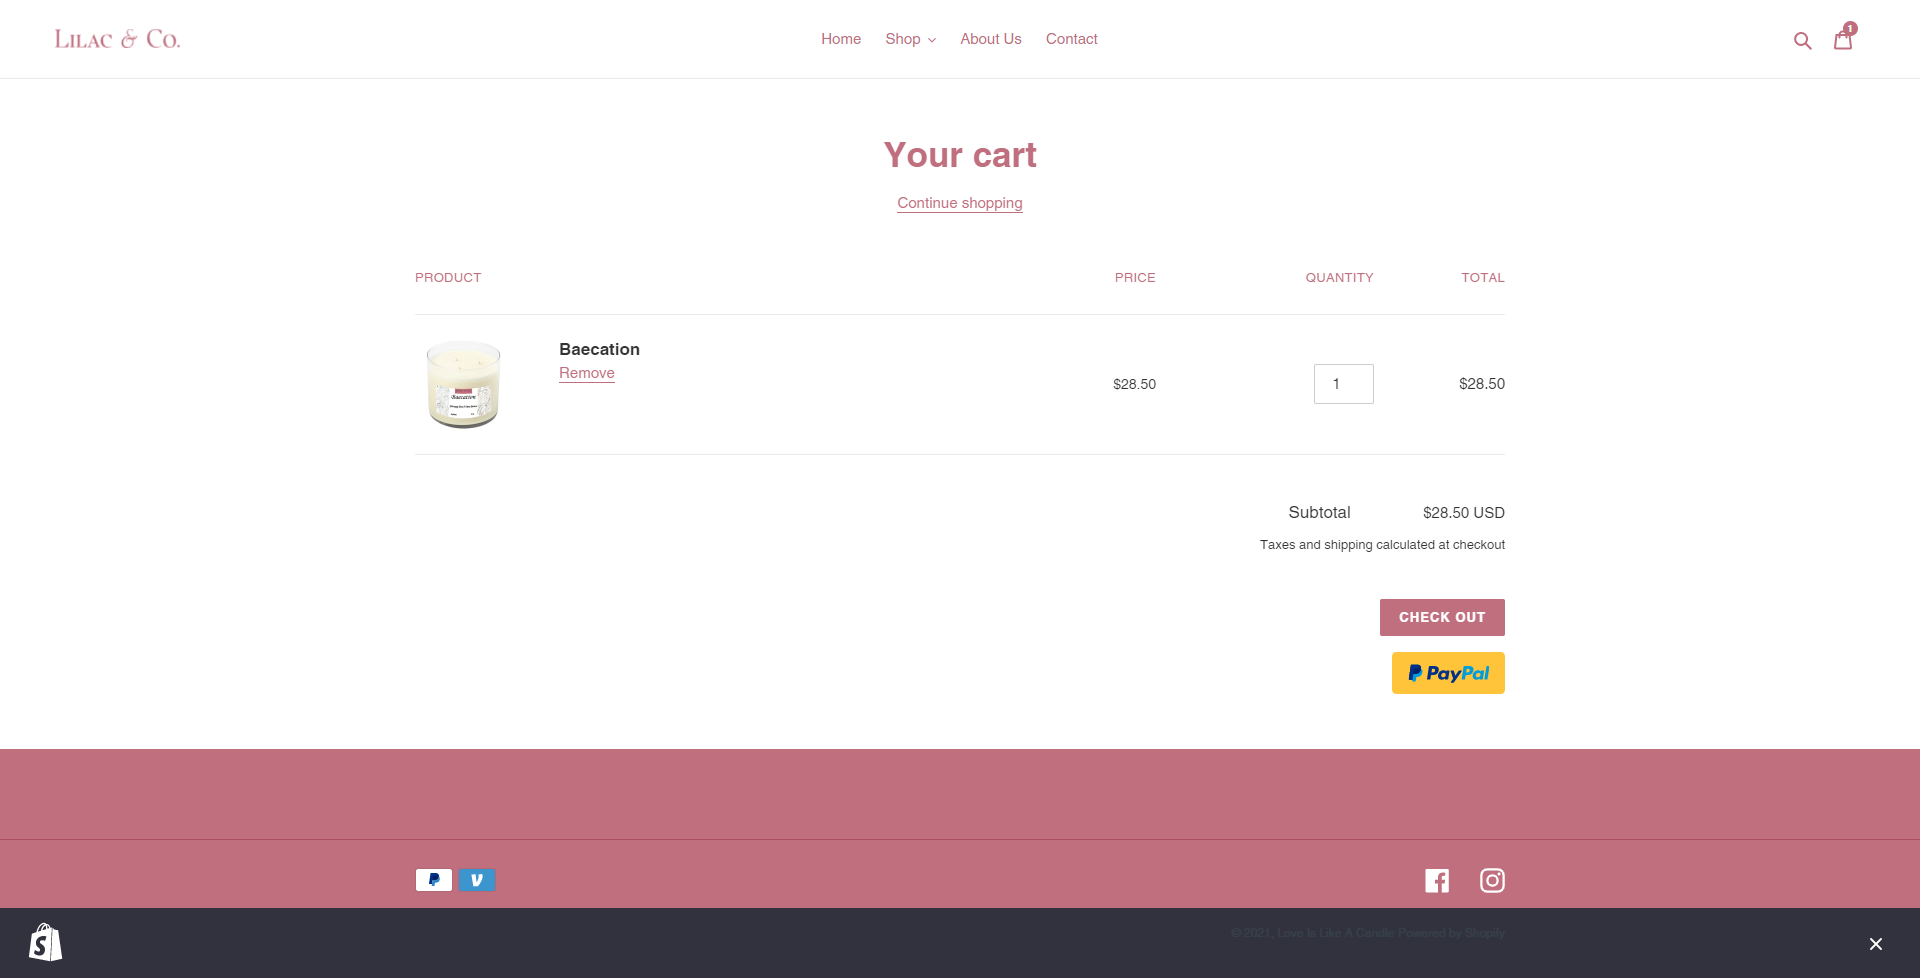 LILAC & CO.
Home Shop About Us Contact
1
Your cart
Continue shopping
PRODUCT PRICE QUANTITY TOTAL
Baecation
Remove
Baecation
$28.50 1 $28.50
Subtotal $28.50 USD
Taxes and shipping calculated at checkout
CHECK OUT
PayPal
© 2021, Love Is Like A Candle Powered by Shopify